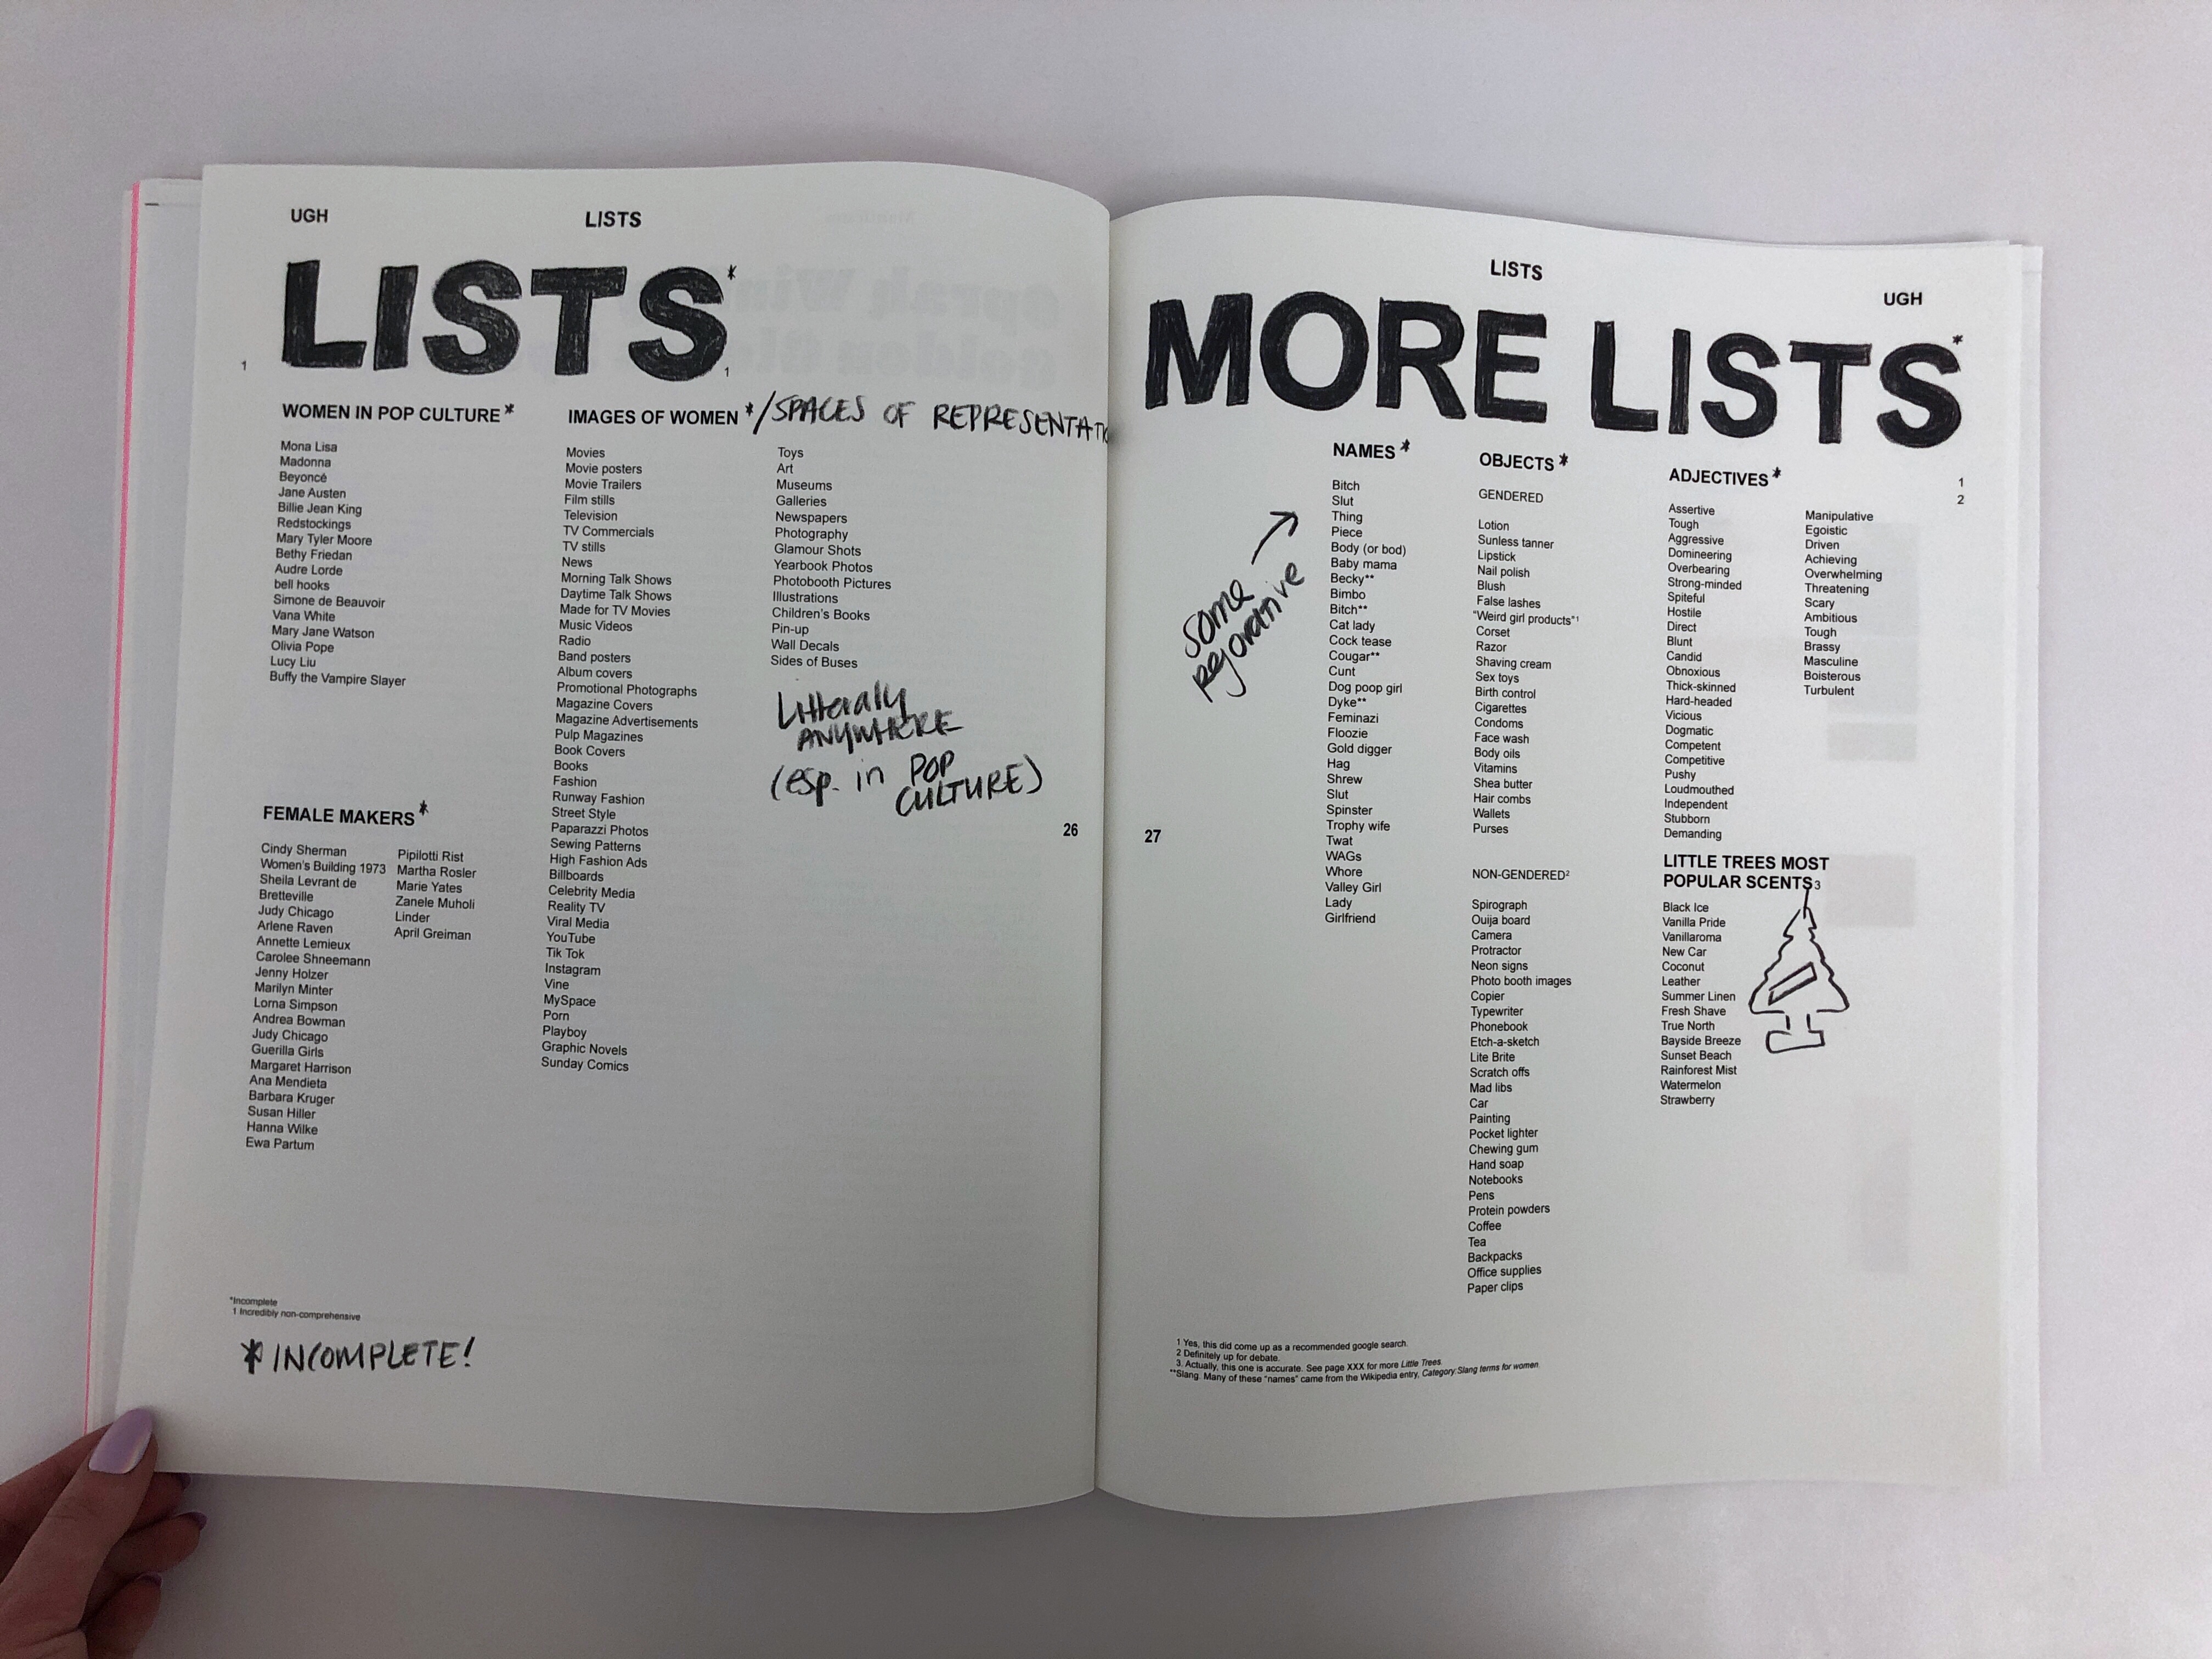 UGH
LISTS
LISTS*
1
1
WOMEN IN POP CULTURE*
Mona Lisa
Madonna
Beyoncé
Jane Austen
Billie Jean King
Redstockings
Mary Tyler Moore
Bethy Friedan
Audre Lorde
bell hooks
Simone de Beauvoir
Vana White
Mary Jane Watson
Olivia Pope
Lucy Liu
Buffy the Vampire Slayer
FEMALE MAKERS*
Cindy Sherman
Women's Building 1973
Sheila Levrant de
Bretteville
Judy Chicago
Arlene Raven
Annette Lemieux
Carolee Shneemann
Jenny Holzer
Marilyn Minter
Lorna Simpson
Andrea Bowman
Judy Chicago
Guerilla Girls
Margaret Harrison
Ana Mendieta
Barbara Kruger
Susan Hiller
Hanna Wilke
Ewa Partum
Pipilotti Rist
Martha Rosler
Marie Yates
Zanele Muholi
Linder
April Greiman
IMAGES OF WOMEN*/SPACES OF REPRESENTATIO
Movies
Movie posters
Movie Trailers
Film stills
Television
TV Commercials
TV stills
News
Morning Talk Shows
Daytime Talk Shows
Made for TV Movies
Music Videos
Radio
Band posters
Album covers
Promotional Photographs
Magazine Covers
Magazine Advertisements
Pulp Magazines
Book Covers
Books
Fashion
Runway Fashion
Street Style
Paparazzi Photos
Sewing Patterns
High Fashion Ads
Billboards
Celebrity Media
Reality TV
Viral Media
YouTube
Tik Tok
Instagram
Vine
MySpace
Porn
Playboy
Graphic Novels
Sunday Comics
Toys
Art
Museums
Galleries
Newspapers
Photography
Glamour Shots
Yearbook Photos
Photobooth Pictures
Illustrations
Children's Books
Pin-up
Wall Decals
Sides of Buses
Litterally
ANYWHERE
(esp. in POP
CULTURE)
26
*Incomplete
1 Incredibly non-comprehensive
*INCOMPLETE!
LISTS
UGH
MORE LISTS*
1
2
NAMES*
Bitch
Slut
Thing
Piece
Body (or bod)
Baby mama
Becky**
Bimbo
Bitch**
Cat lady
Cock tease
Cougar**
Cunt
Dog poop girl
Dyke**
Feminazi
Floozie
Gold digger
Hag
Shrew
Slut
Spinster
Trophy wife
Twat
WAGs
Whore
Valley Girl
Lady
Girlfriend
some
pejorative
27
OBJECTS*
GENDERED
Lotion
Sunless tanner
Lipstick
Nail polish
Blush
False lashes
"Weird girl products"1
Corset
Razor
Shaving cream
Sex toys
Birth control
Cigarettes
Condoms
Face wash
Body oils
Vitamins
Shea butter
Hair combs
Wallets
Purses
NON-GENDERED2
Spirograph
Ouija board
Camera
Protractor
Neon signs
Photo booth images
Copier
Typewriter
Phonebook
Etch-a-sketch
Lite Brite
Scratch offs
Mad libs
Car
Painting
Pocket lighter
Chewing gum
Hand soap
Notebooks
Pens
Protein powders
Coffee
Tea
Backpacks
Office supplies
Paper clips
ADJECTIVES*
Assertive
Tough
Aggressive
Domineering
Overbearing
Strong-minded
Spiteful
Hostile
Direct
Blunt
Candid
Obnoxious
Thick-skinned
Hard-headed
Vicious
Dogmatic
Competent
Competitive
Pushy
Loudmouthed
Independent
Stubborn
Demanding
Manipulative
Egoistic
Driven
Achieving
Overwhelming
Threatening
Scary
Ambitious
Tough
Brassy
Masculine
Boisterous
Turbulent
LITTLE TREES MOST
POPULAR SCENTS3
Black Ice
Vanilla Pride
Vanillaroma
New Car
Coconut
Leather
Summer Linen
Fresh Shave
True North
Bayside Breeze
Sunset Beach
Rainforest Mist
Watermelon
Strawberry
1 Yes, this did come up as a recommended google search.
2 Definitely up for debate.
3. Actually, this one is accurate. See page XXX for more Little Trees.
**Slang. Many of these "names" came from the Wikipedia entry, Category:Slang terms for women.